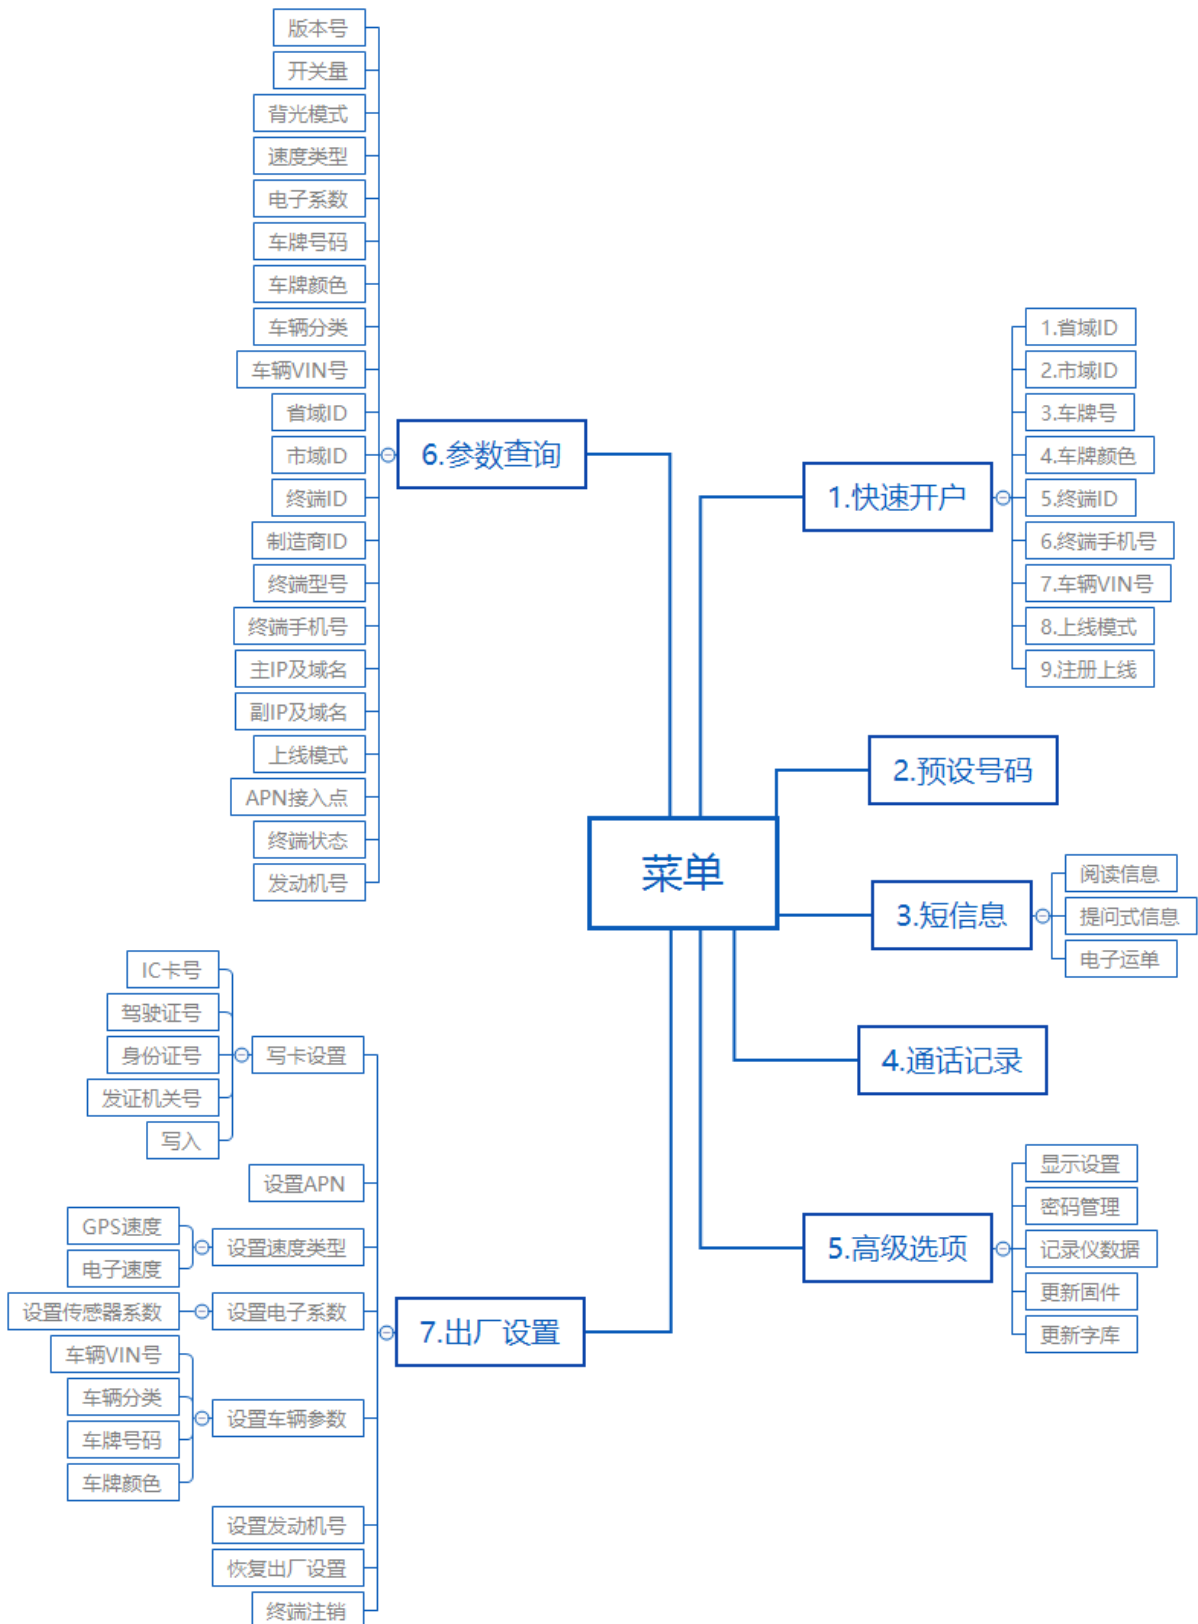 菜单
1.快速开户
1.省域ID
2.市域ID
3.车牌号
4.车牌颜色
5.终端ID
6.终端手机号
7.车辆VIN号
8.上线模式
9.注册上线
2.预设号码
3.短信息
阅读信息
提问式信息
电子运单
4.通话记录
5.高级选项
显示设置
密码管理
记录仪数据
更新固件
更新字库
6.参数查询
版本号
开关量
背光模式
速度类型
电子系数
车牌号码
车牌颜色
车辆分类
车辆VIN号
省域ID
市域ID
终端ID
制造商ID
终端型号
终端手机号
主IP及域名
副IP及域名
上线模式
APN接入点
终端状态
发动机号
7.出厂设置
写卡设置
IC卡号
驾驶证号
身份证号
发证机关号
写入
设置APN
设置速度类型
GPS速度
电子速度
设置电子系数
设置传感器系数
设置车辆参数
车辆VIN号
车辆分类
车牌号码
车牌颜色
设置发动机号
恢复出厂设置
终端注销